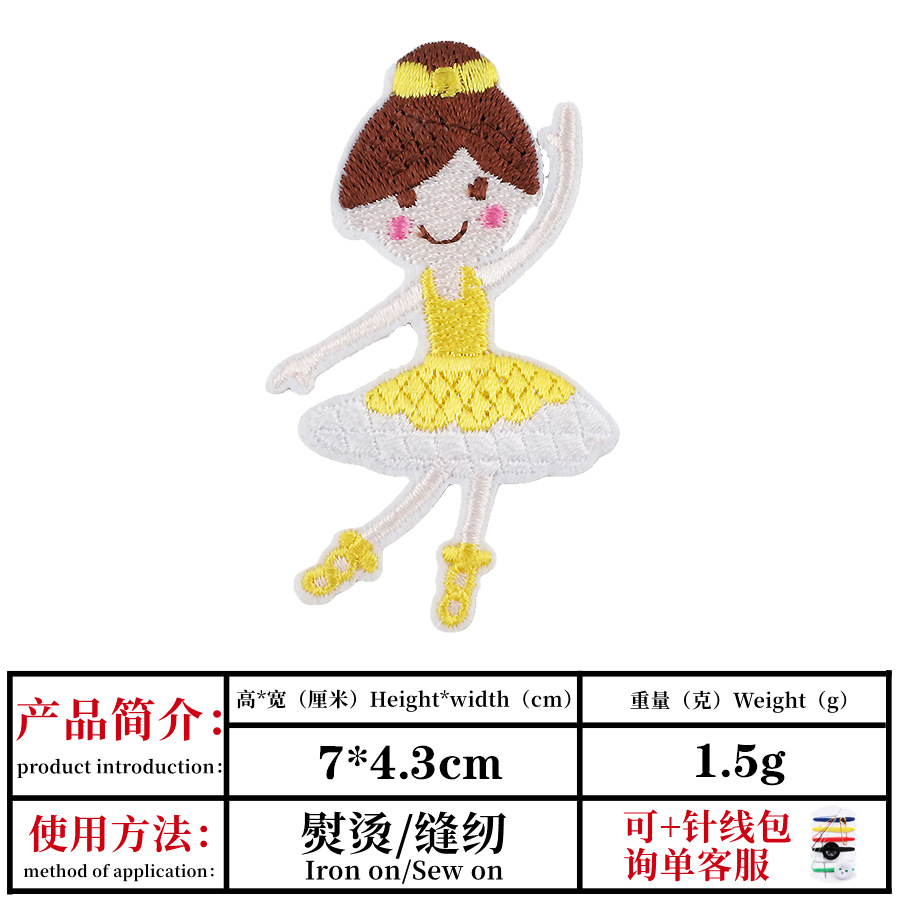 产品简介：
product introduction：
高*宽（厘米）Height*width（cm）
重量（克）Weight（g）
7*4.3cm
1.5g
使用方法：
method of application：
熨烫/缝纫
Iron on/Sew on
可+针线包
询单客服